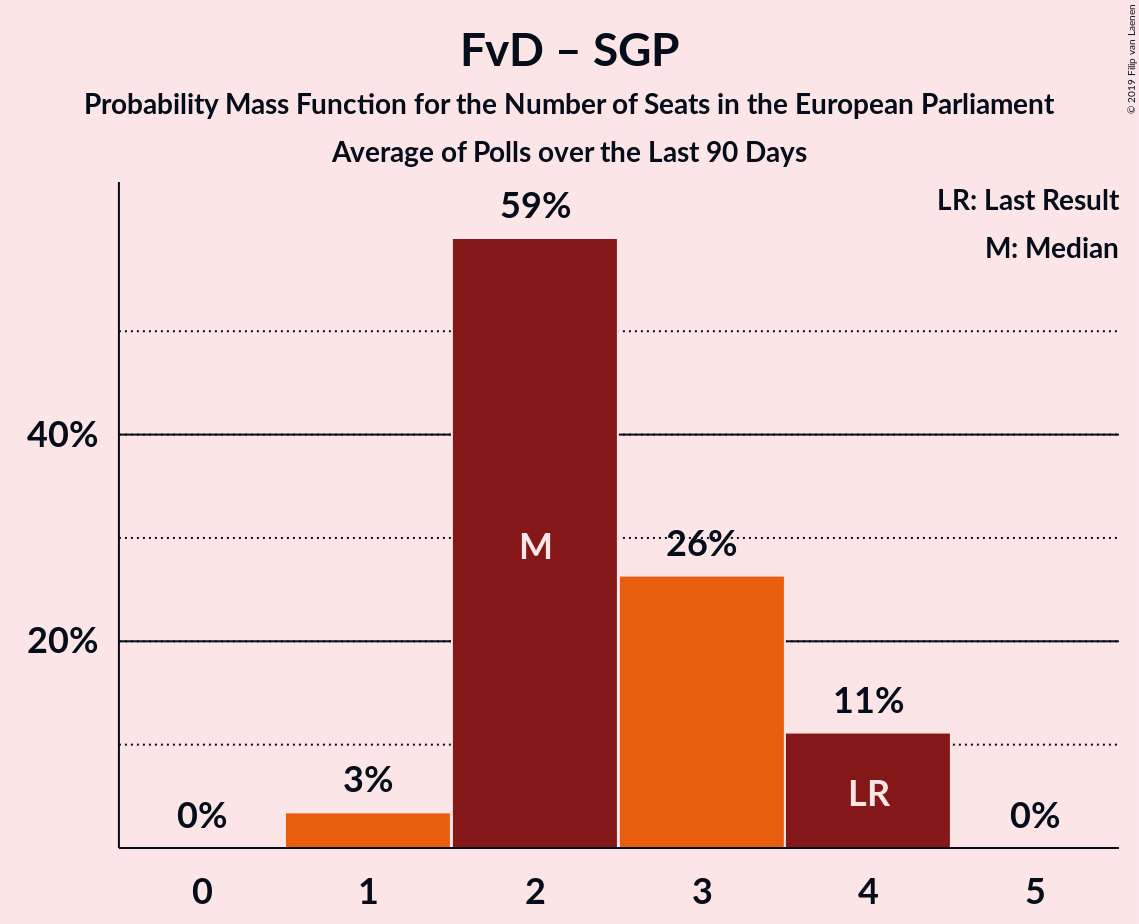 FvD – SGP
Probability Mass Function for the Number of Seats in the European Parliament
Average of Polls over the Last 90 Days
© 2019 Filip van Laenen
LR: Last Result
M: Median
59%
40%
M
26%
20%
11%
LR
3%
0%
0%
0 1 2 3 4 5